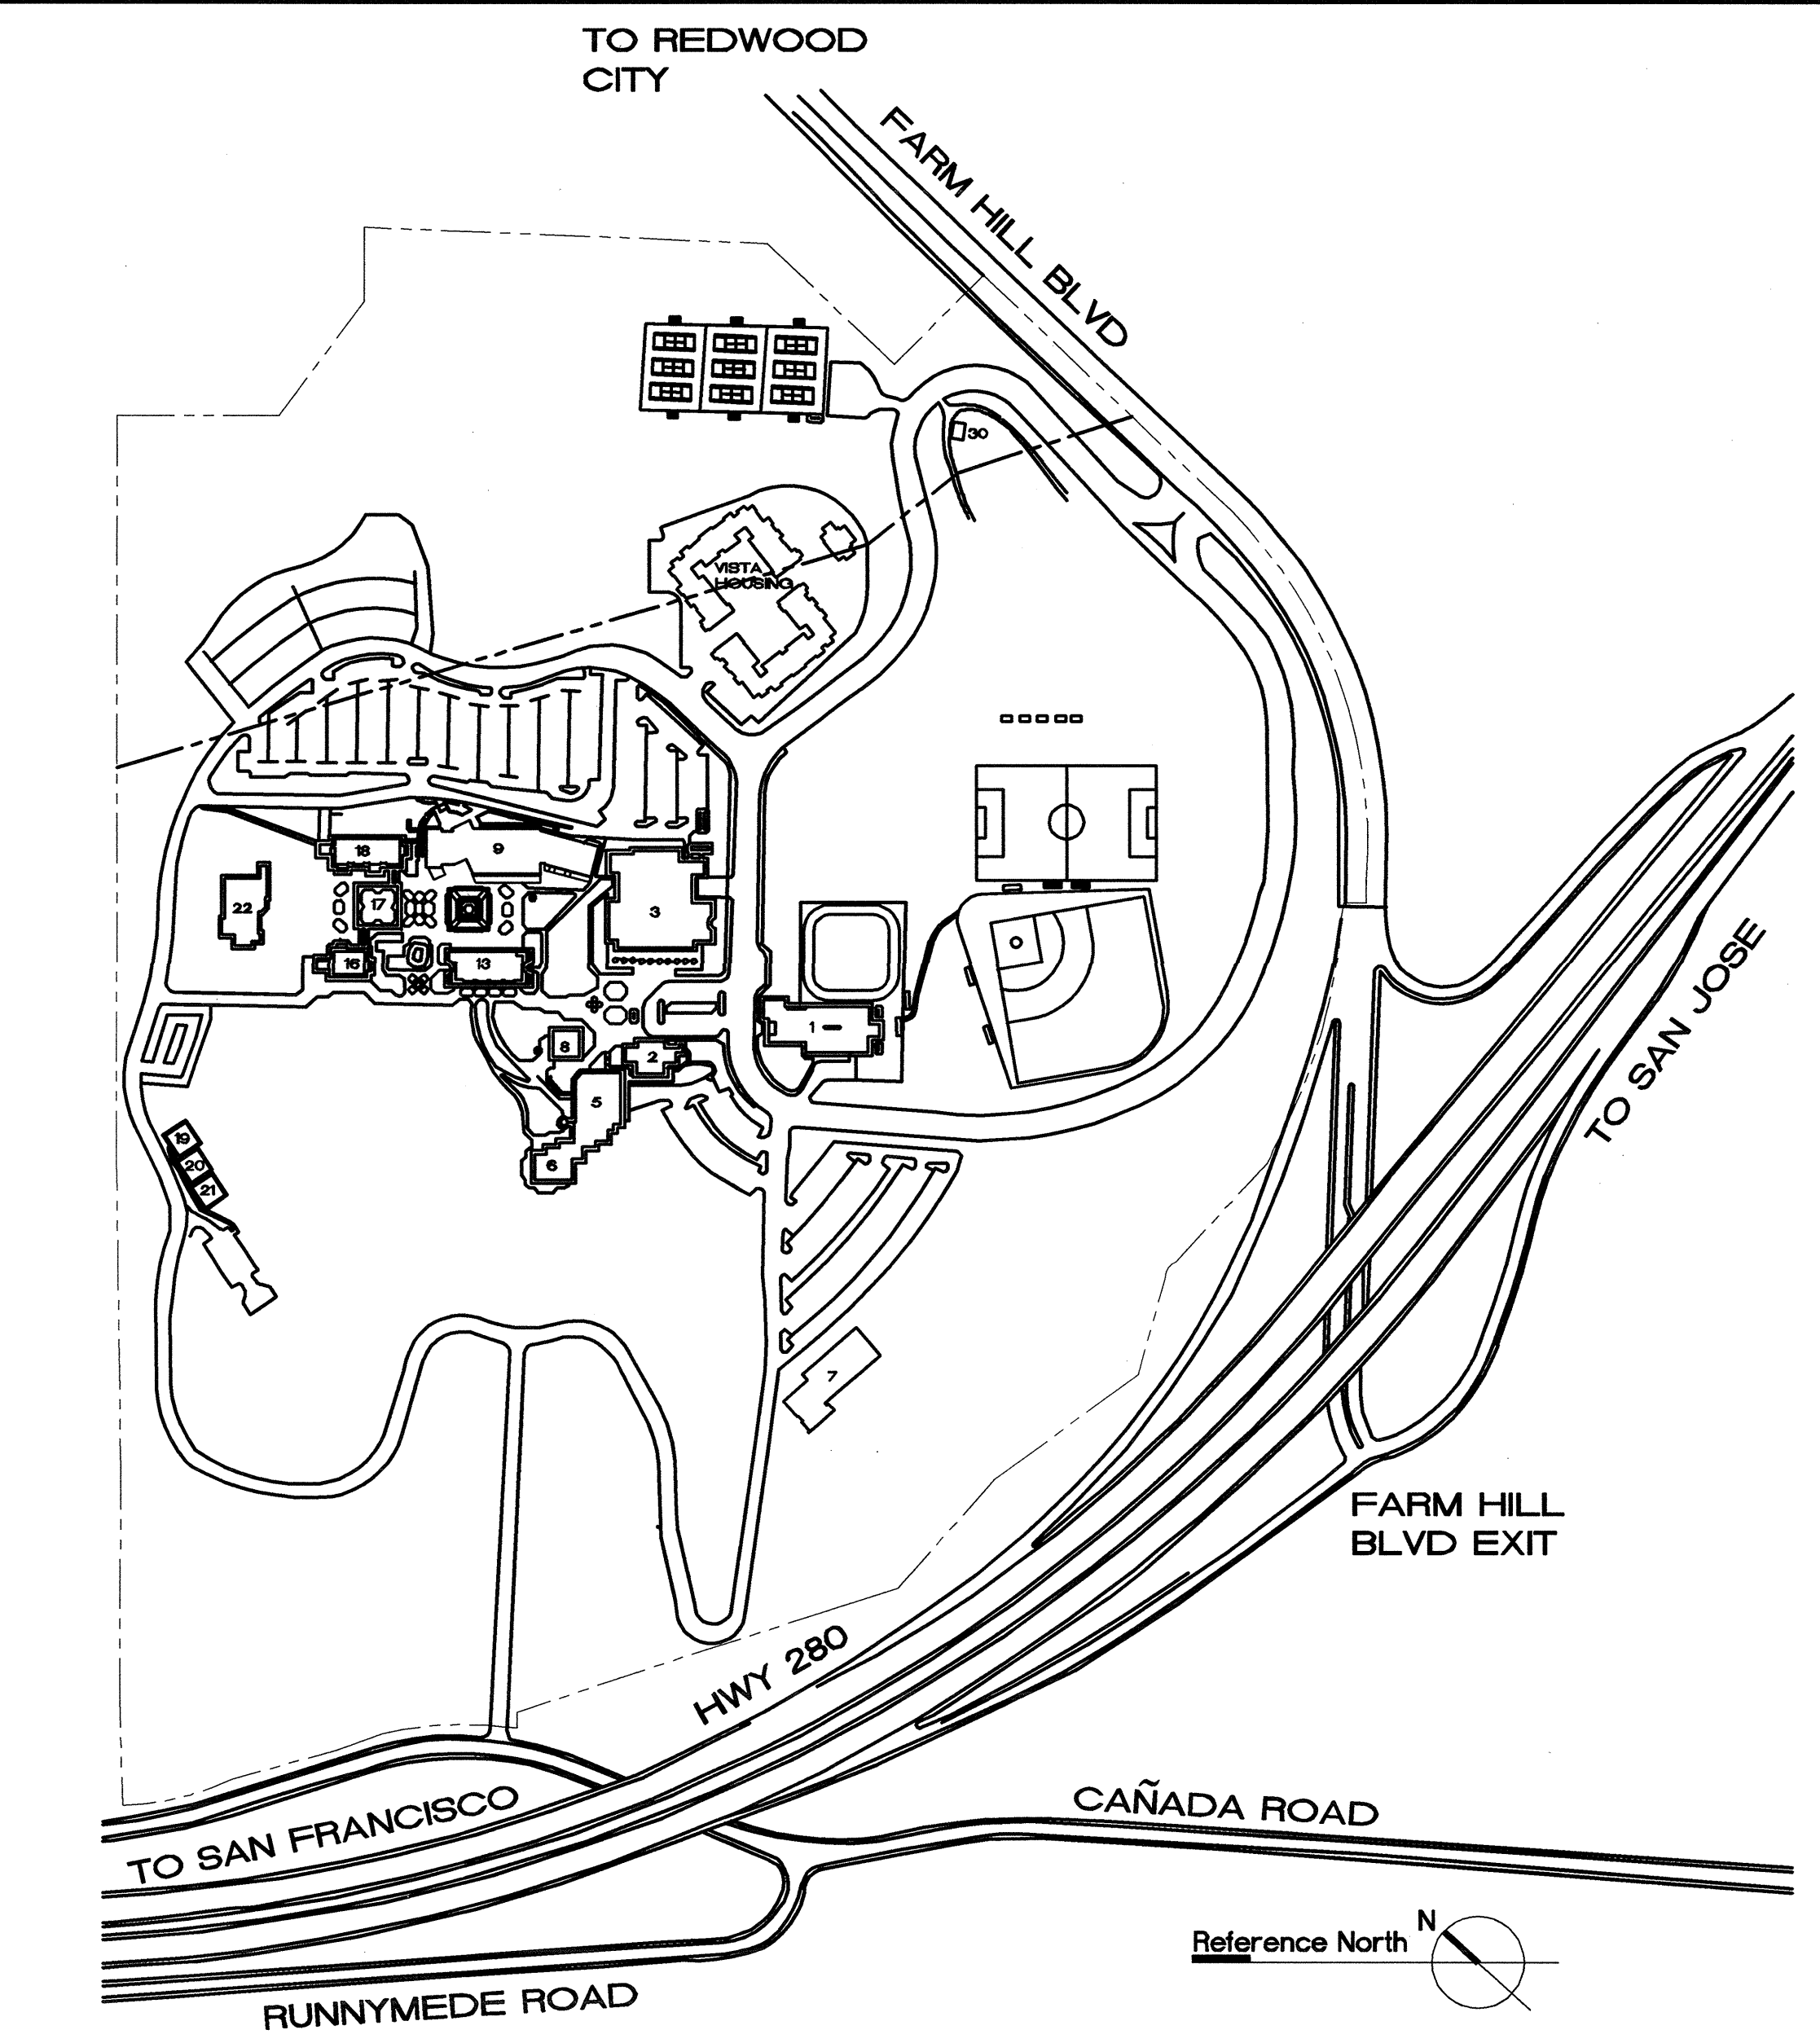 TO REDWOOD
CITY
FARM HILL BLVD
30
VISTA
HOUSING
18
9
22
17
3
16
13
1
8
2
5
19
20
6
21
7
TO SAN JOSE
FARM HILL
BLVD EXIT
HWY 280
TO SAN FRANCISCO
CAÑADA ROAD
N
Reference North
RUNNYMEDE ROAD